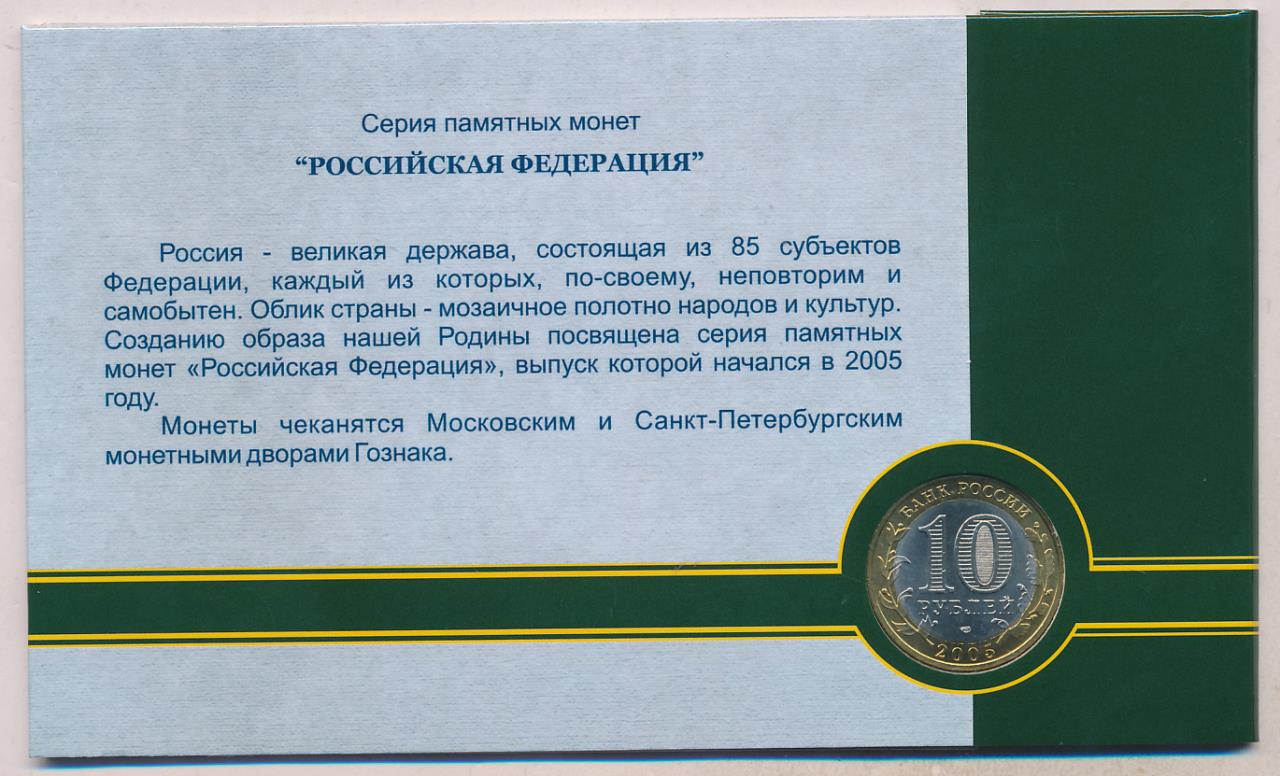 Серия памятных монет
“РОССИЙСКАЯ ФЕДЕРАЦИЯ”
Россия - великая держава, состоящая из 85 субъектов
Федерации, каждый из которых, по-своему, неповторим и
самобытен. Облик страны - мозаичное полотно народов и культур.
Созданию образа нашей Родины посвящена серия памятных
монет «Российская Федерация», выпуск которой начался в 2005
году.
Монеты чеканятся Московским и Санкт-Петербургским
монетными дворами Гознака.
БАНК РОССИИ
10
РУБЛЕЙ
2005